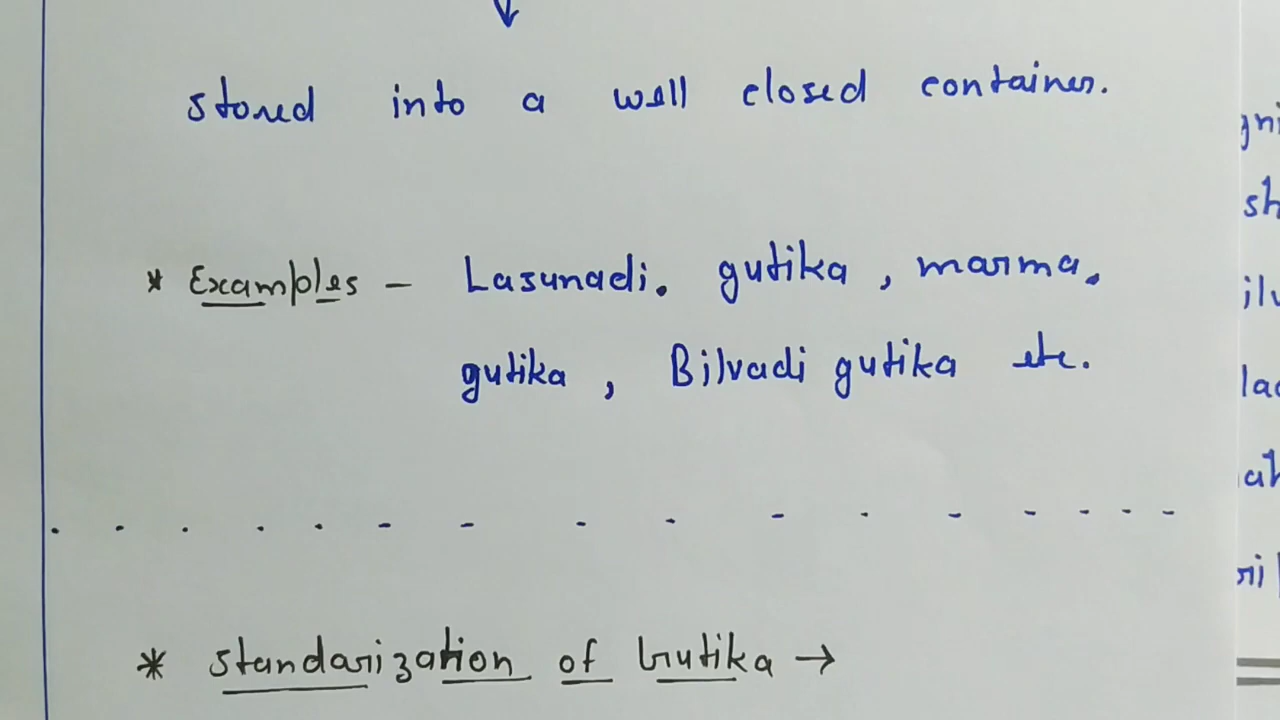 ↓
stored into a well closed container.
* Examples - Lasunadi. gutika, marma.
gutika, Bilvadi gutika etc.
* standarization of Gutika →